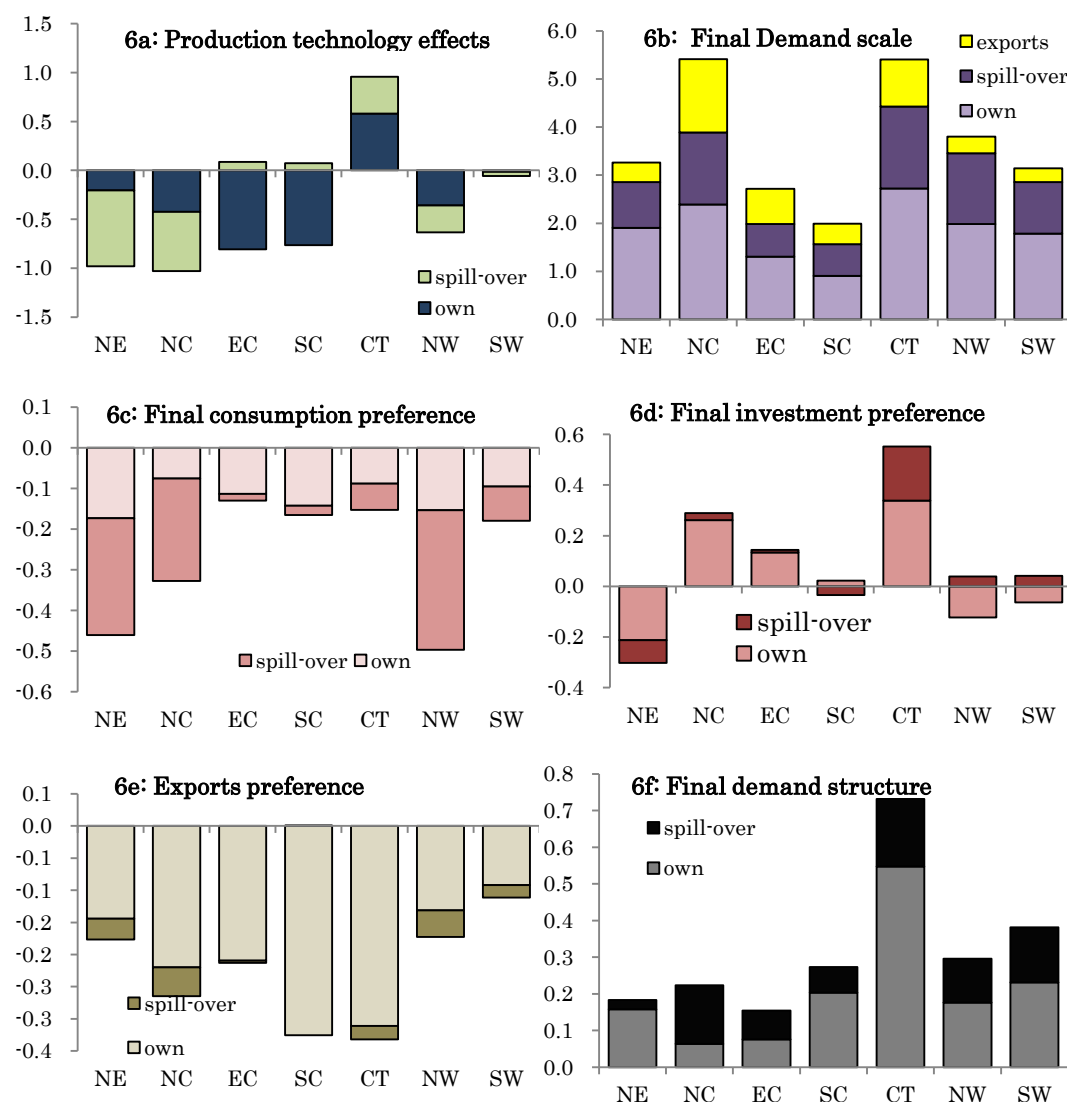 6a: Production technology effects
1.5
1.0
0.5
0.0
-0.5
-1.0
-1.5
spill-over
own
NE NC EC SC CT NW SW
6b: Final Demand scale
6.0
5.0
4.0
3.0
2.0
1.0
0.0
exports
spill-over
own
NE NC EC SC CT NW SW
6c: Final consumption preference
0.1
0.0
-0.1
-0.2
-0.3
-0.4
-0.5
-0.6
spill-over own
NE NC EC SC CT NW SW
6d: Final investment preference
0.6
0.4
0.2
0.0
-0.2
-0.4
spill-over
own
NE NC EC SC CT NW SW
6e: Exports preference
0.1
0.0
-0.1
-0.1
-0.2
-0.2
-0.3
-0.3
-0.4
spill-over
own
NE NC EC SC CT NW SW
6f: Final demand structure
0.8
0.7
0.6
0.5
0.4
0.3
0.2
0.1
0.0
spill-over
own
NE NC EC SC CT NW SW